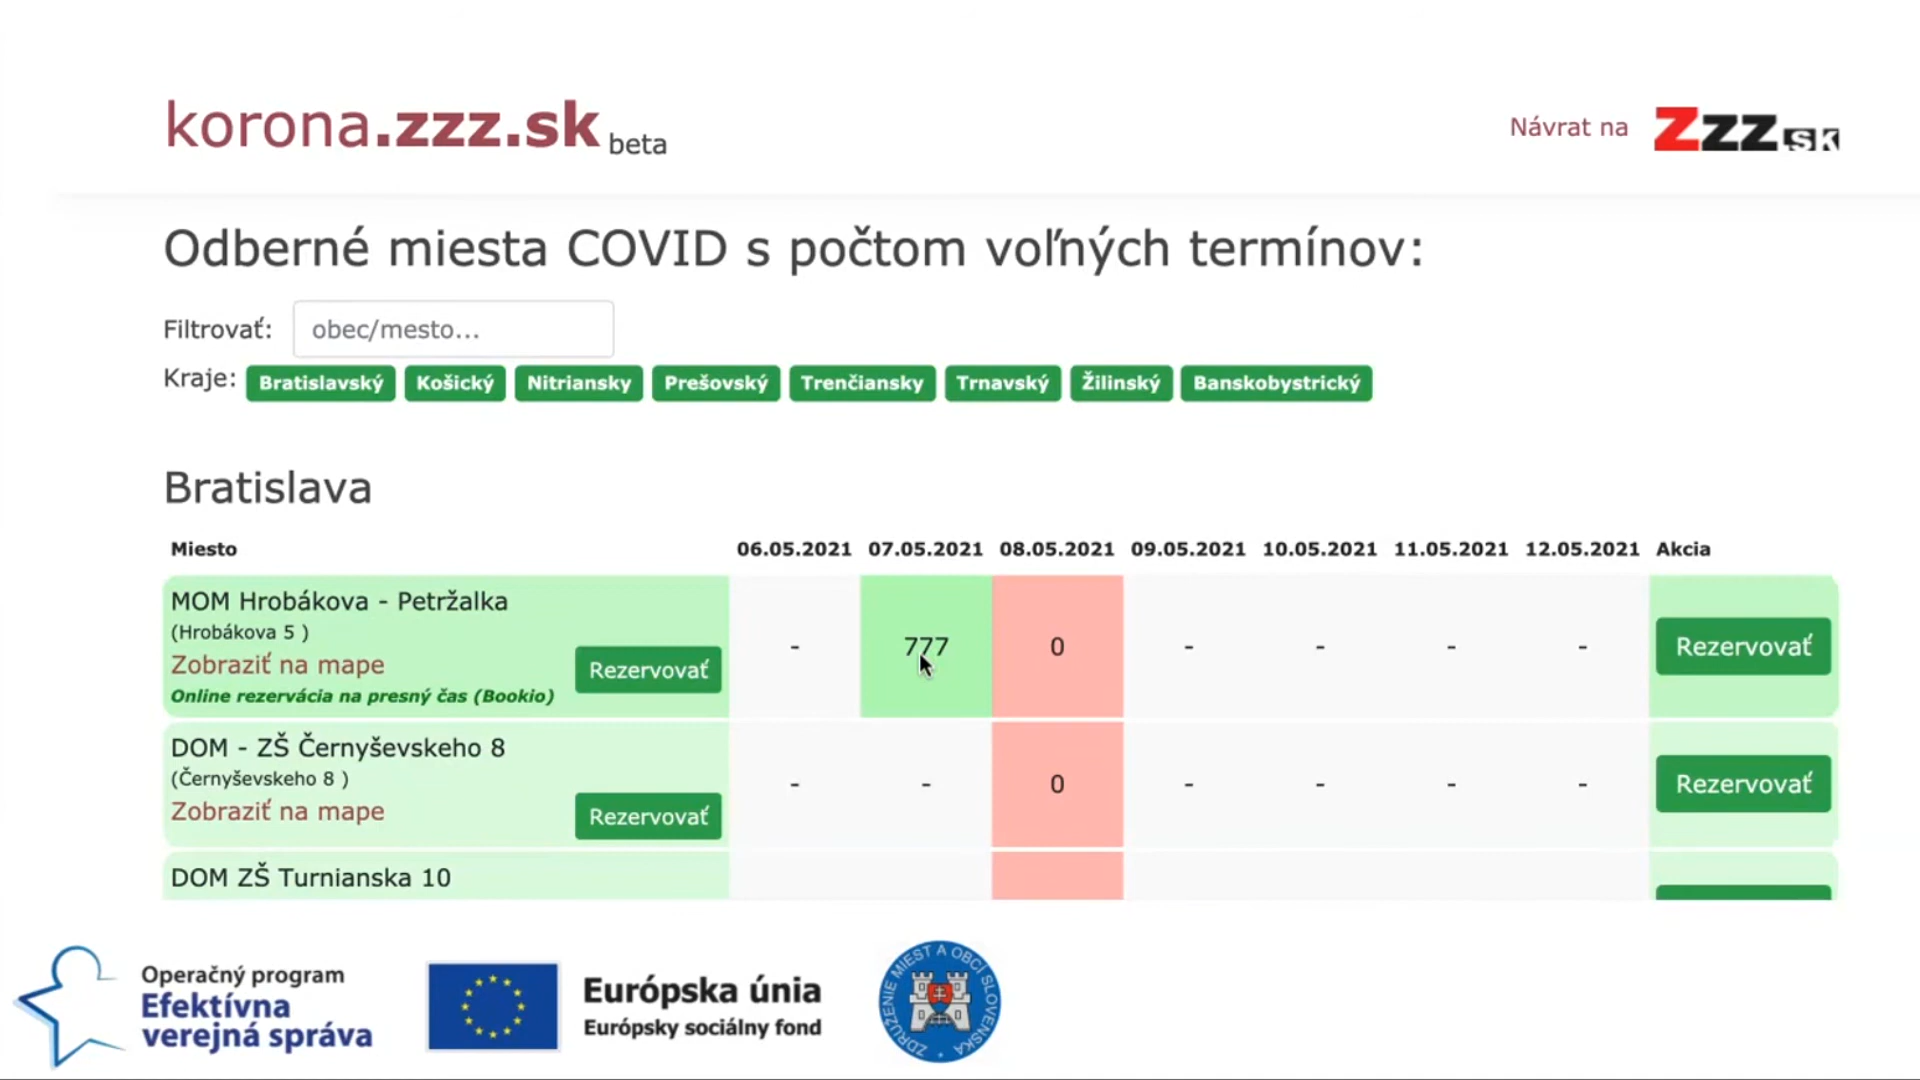 korona.zzz.sk beta
Návrat na Zzz.sk
Odberné miesta COVID s počtom voľných termínov:
Filtrovať: obec/mesto...
Kraje: Bratislavský Košický Nitriansky Prešovský Trenčiansky Trnavský Žilinský Banskobystrický
Bratislava
Miesto 06.05.2021 07.05.2021 08.05.2021 09.05.2021 10.05.2021 11.05.2021 12.05.2021 Akcia
MOM Hrobákova - Petržalka
(Hrobákova 5 )
Zobraziť na mape
Online rezervácia na presný čas (Bookio)
Rezervovať
- 777 0 - - - - Rezervovať
DOM - ZŠ Černyševskeho 8
(Černyševskeho 8 )
Zobraziť na mape
Rezervovať
- - 0 - - - - Rezervovať
DOM ZŠ Turnianska 10
Operačný program
Efektívna
verejná správa
Európska únia
Európsky sociálny fond
ZDRUŽENIE MIEST A OBCÍ SLOVENSKA